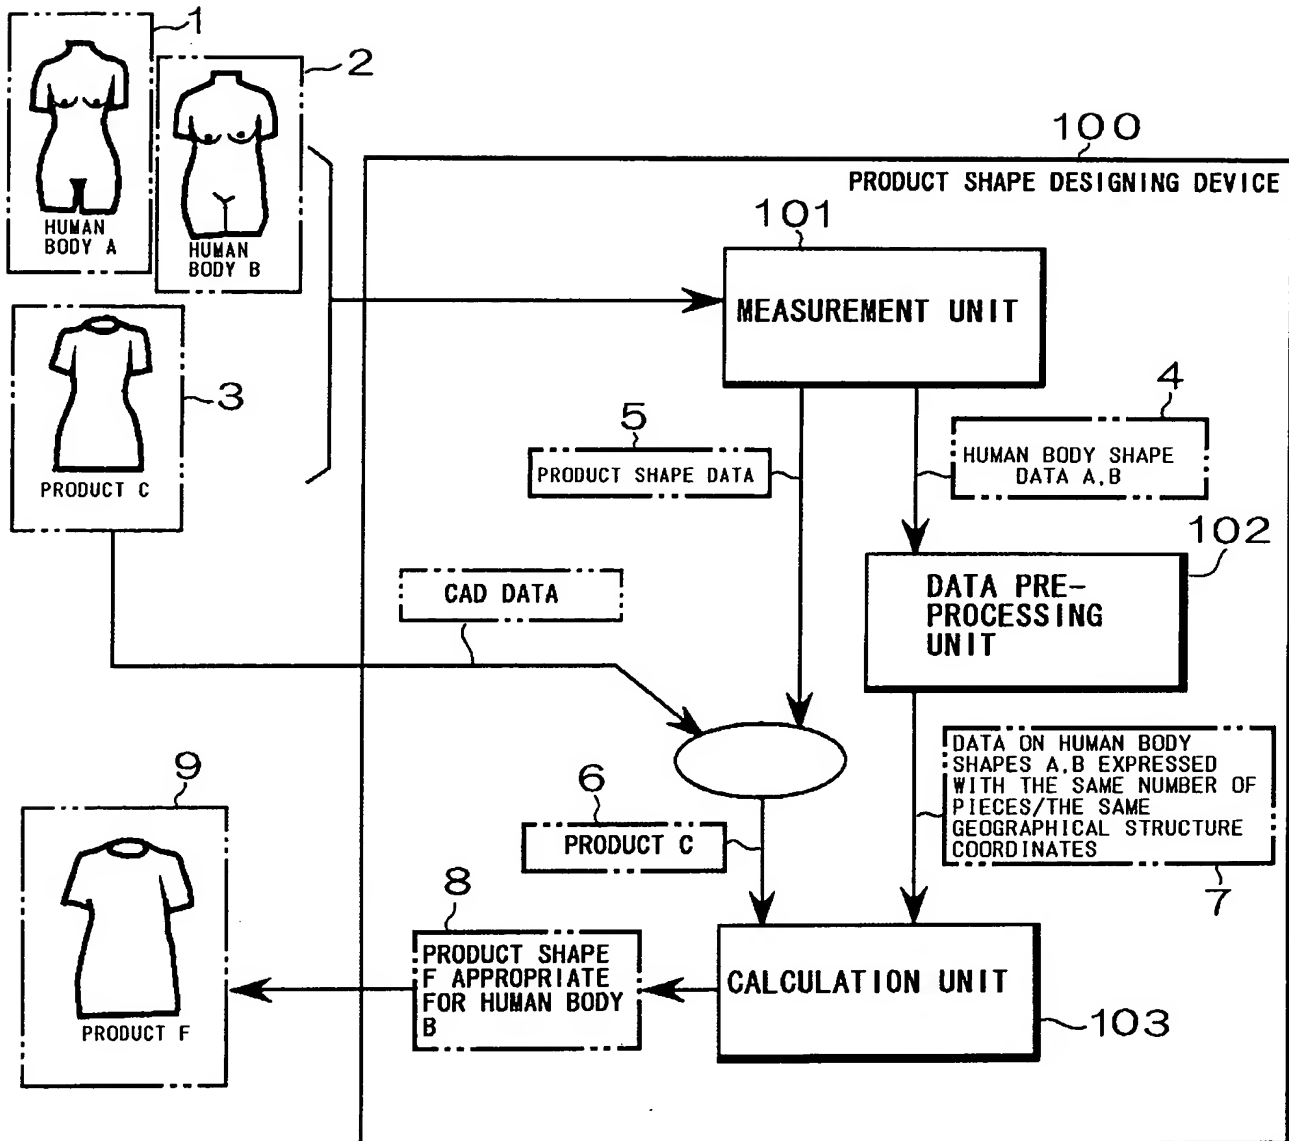 1
2
HUMAN
BODY A
HUMAN
BODY B
3
PRODUCT C
100
PRODUCT SHAPE DESIGNING DEVICE
101
MEASUREMENT UNIT
5
PRODUCT SHAPE DATA
4
HUMAN BODY SHAPE
DATA A,B
102
DATA PRE-
PROCESSING
UNIT
CAD DATA
6
PRODUCT C
DATA ON HUMAN BODY
SHAPES A,B EXPRESSED
WITH THE SAME NUMBER OF
PIECES/THE SAME
GEOGRAPHICAL STRUCTURE
COORDINATES
7
8
PRODUCT SHAPE
F APPROPRIATE
FOR HUMAN BODY
B
CALCULATION UNIT
103
9
PRODUCT F